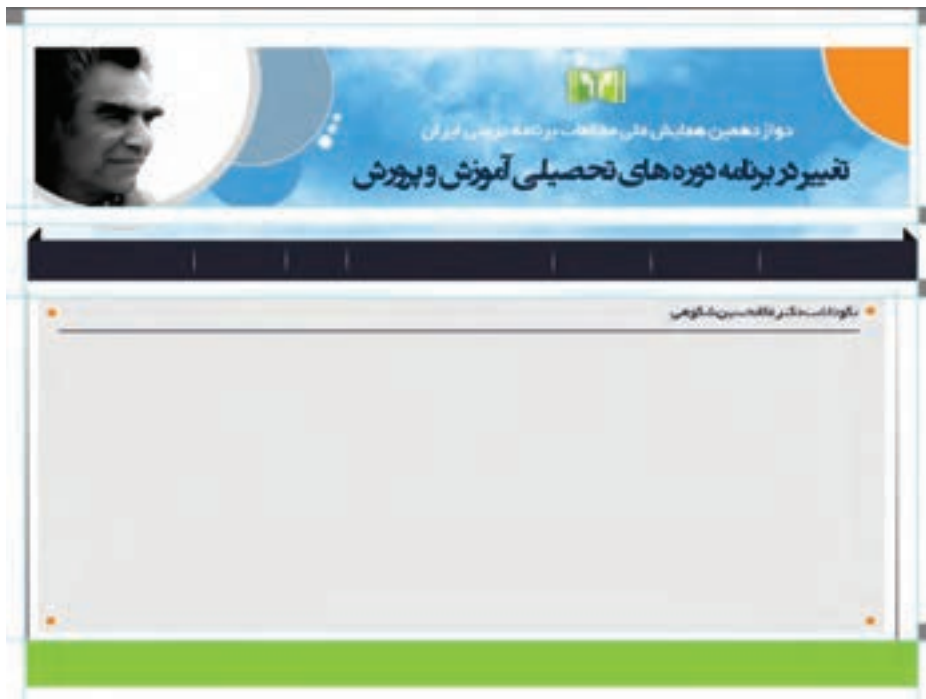 دوازدهمین همایش ملی مطالعات برنامه درسی ایران
تغییر در برنامه دوره های تحصیلی آموزش و پرورش
نکوداشت دکتر غلامحسین شکوهی